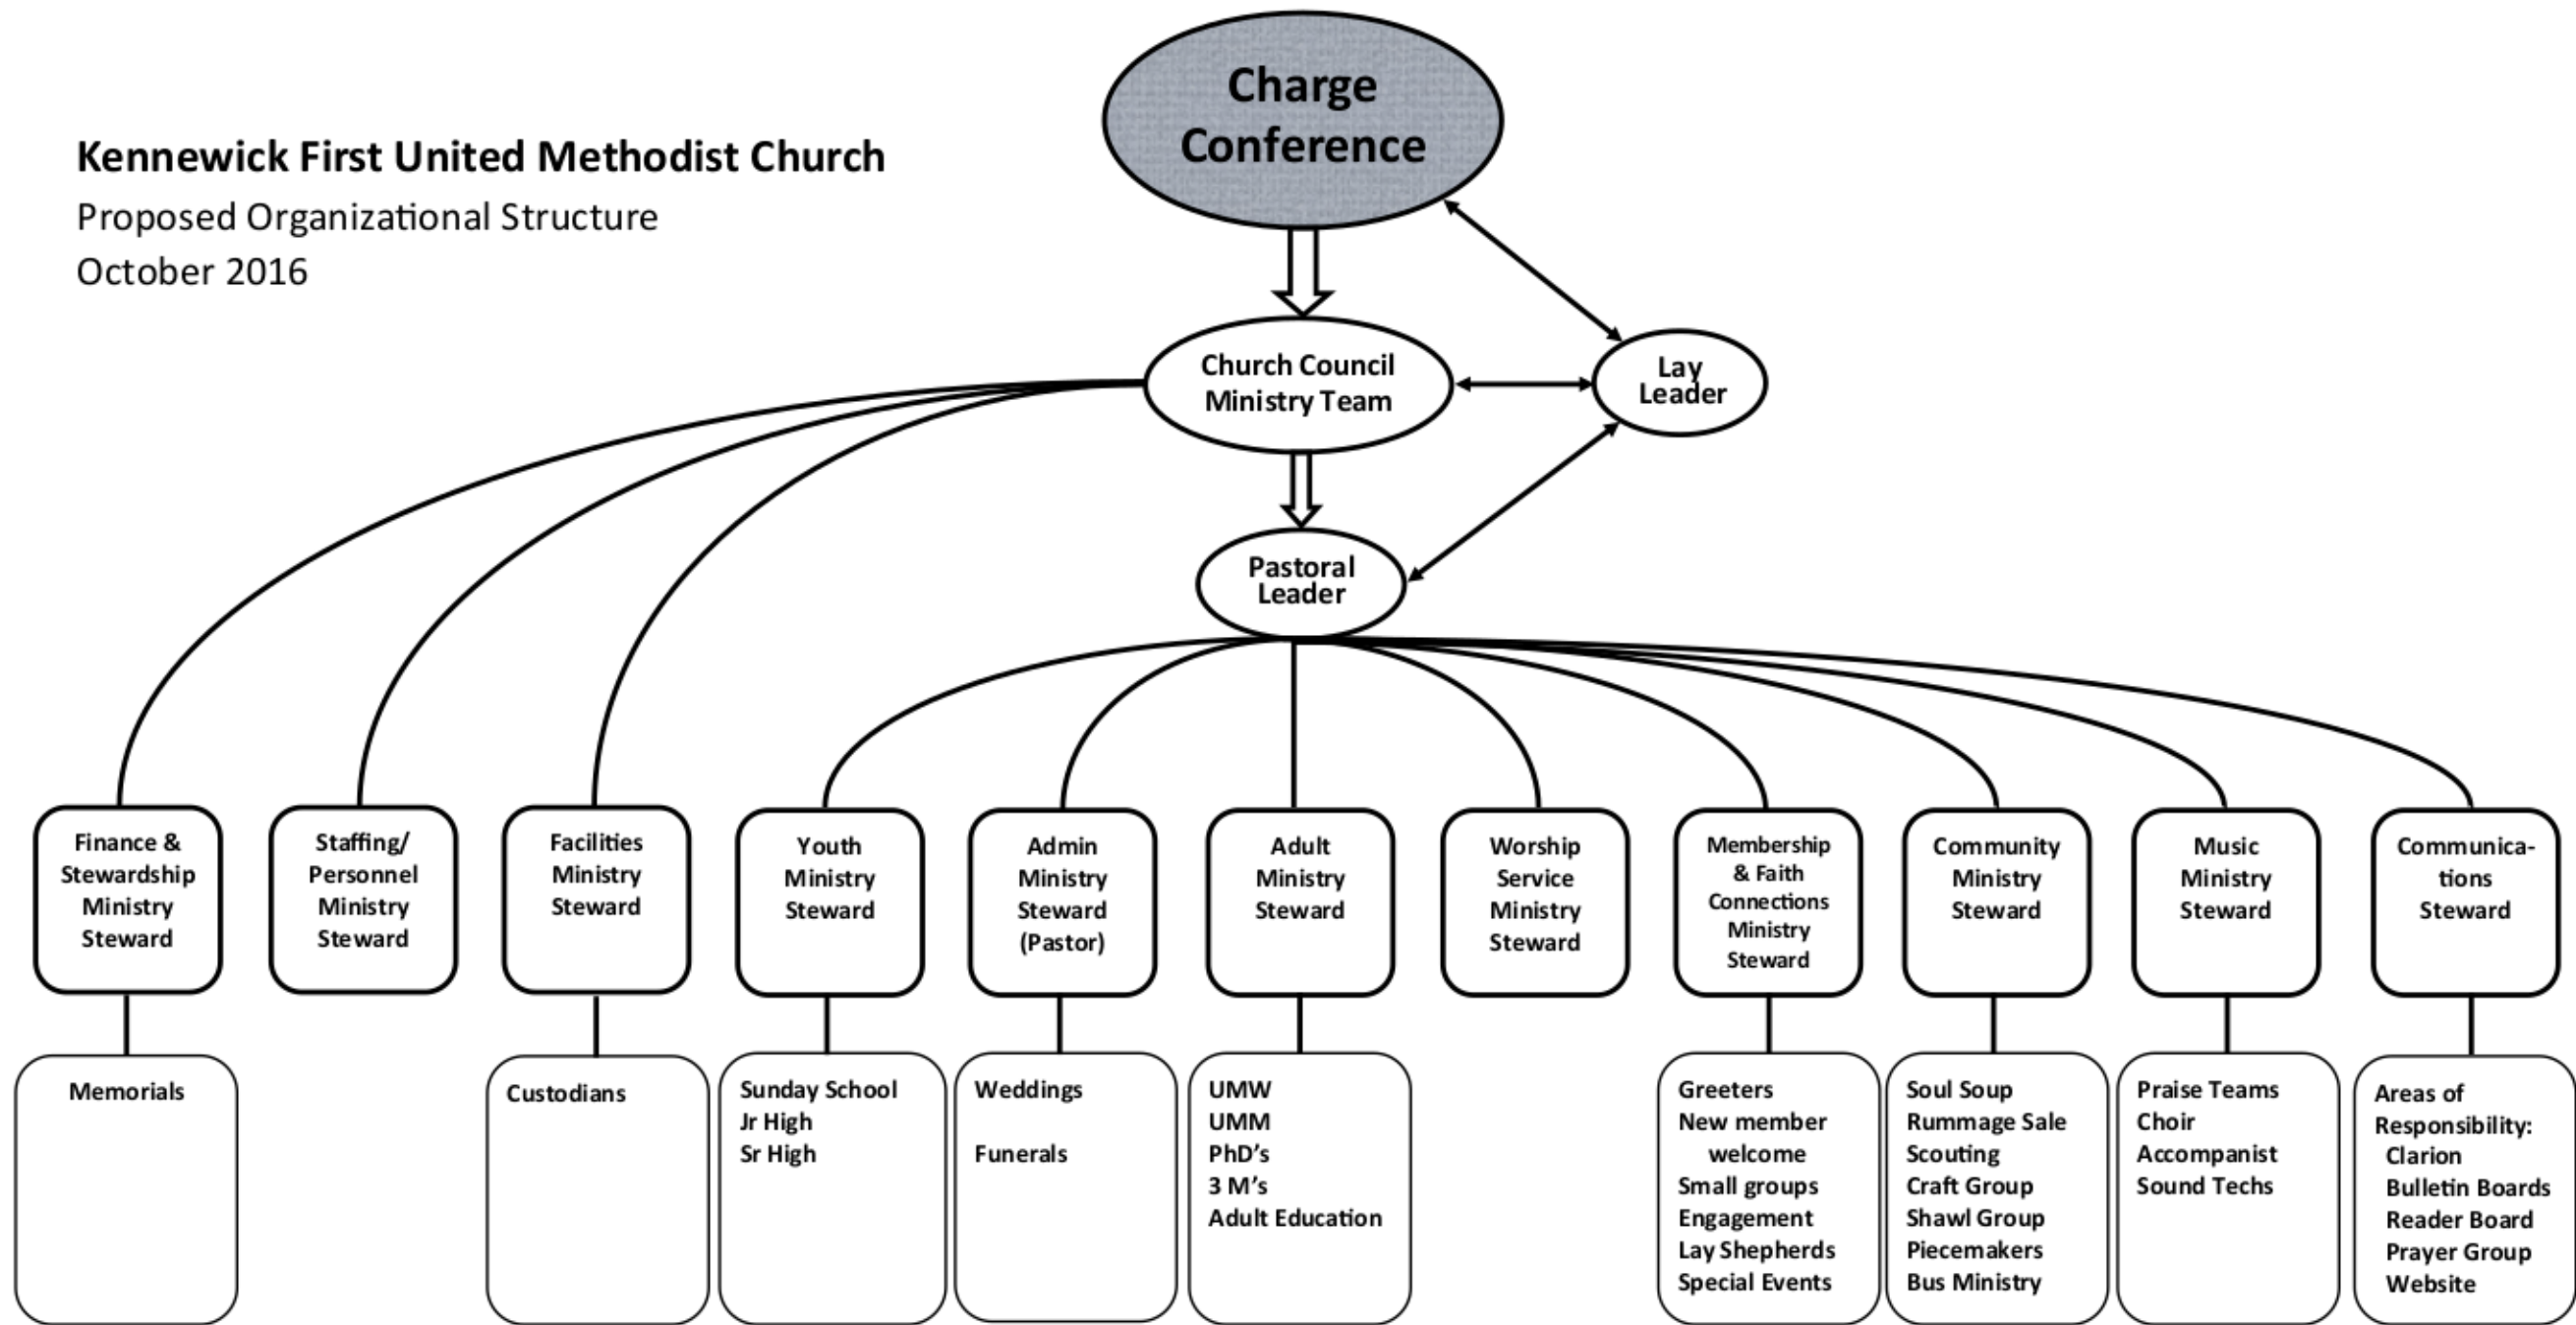 Charge
Conference
Kennewick First United Methodist Church
Proposed Organizational Structure
October 2016
Church Council
Ministry Team
Lay
Leader
Pastoral
Leader
Finance &
Stewardship
Ministry
Steward
Staffing/
Personnel
Ministry
Steward
Facilities
Ministry
Steward
Youth
Ministry
Steward
Admin
Ministry
Steward
(Pastor)
Adult
Ministry
Steward
Worship
Service
Ministry
Steward
Membership
& Faith
Connections
Ministry
Steward
Community
Ministry
Steward
Music
Ministry
Steward
Communica-
tions
Steward
Memorials
Custodians
Sunday School
Jr High
Sr High
Weddings
Funerals
UMW
UMM
PhD’s
3 M’s
Adult Education
Greeters
New member
welcome
Small groups
Engagement
Lay Shepherds
Special Events
Soul Soup
Rummage Sale
Scouting
Craft Group
Shawl Group
Piecemakers
Bus Ministry
Praise Teams
Choir
Accompanist
Sound Techs
Areas of
Responsibility:
Clarion
Bulletin Boards
Reader Board
Prayer Group
Website